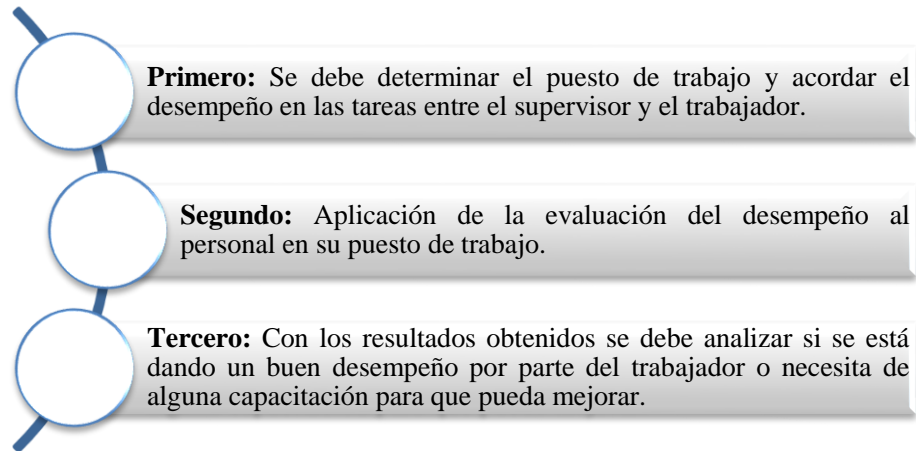 Primero: Se debe determinar el puesto de trabajo y acordar el
desempeño en las tareas entre el supervisor y el trabajador.
Segundo: Aplicación de la evaluación del desempeño al
personal en su puesto de trabajo.
Tercero: Con los resultados obtenidos se debe analizar si se está
dando un buen desempeño por parte del trabajador o necesita de
alguna capacitación para que pueda mejorar.